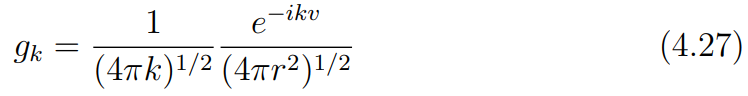 g_k = \frac{1}{(4\pi k)^{1/2}} \frac{e^{-ikv}}{(4\pi r^2)^{1/2}} (4.27)